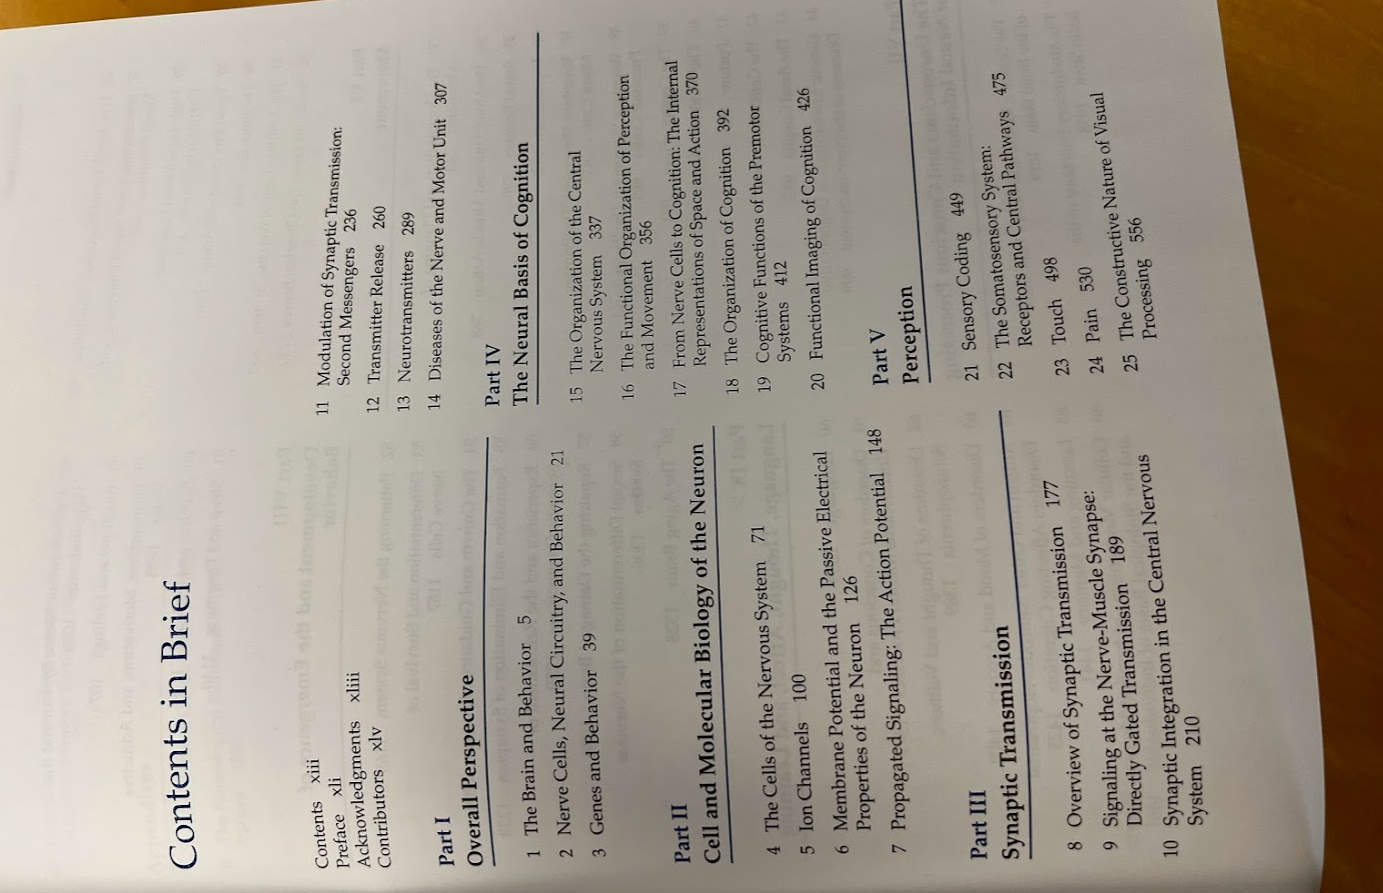 Contents in Brief
Contents xiii
Preface xli
Acknowledgments xliii
Contributors xlv
Part I
Overall Perspective
1 The Brain and Behavior 5
2 Nerve Cells, Neural Circuitry, and Behavior 21
3 Genes and Behavior 39
Part II
Cell and Molecular Biology of the Neuron
4 The Cells of the Nervous System 71
5 Ion Channels 100
6 Membrane Potential and the Passive Electrical
Properties of the Neuron 126
7 Propagated Signaling: The Action Potential 148
Part III
Synaptic Transmission
8 Overview of Synaptic Transmission 177
9 Signaling at the Nerve-Muscle Synapse:
Directly Gated Transmission 189
10 Synaptic Integration in the Central Nervous
System 210
11 Modulation of Synaptic Transmission:
Second Messengers 236
12 Transmitter Release 260
13 Neurotransmitters 289
14 Diseases of the Nerve and Motor Unit 307
Part IV
The Neural Basis of Cognition
15 The Organization of the Central
Nervous System 337
16 The Functional Organization of Perception
and Movement 356
17 From Nerve Cells to Cognition: The Internal
Representations of Space and Action 370
18 The Organization of Cognition 392
19 Cognitive Functions of the Premotor
Systems 412
20 Functional Imaging of Cognition 426
Part V
Perception
21 Sensory Coding 449
22 The Somatosensory System:
Receptors and Central Pathways 475
23 Touch 498
24 Pain 530
25 The Constructive Nature of Visual
Processing 556